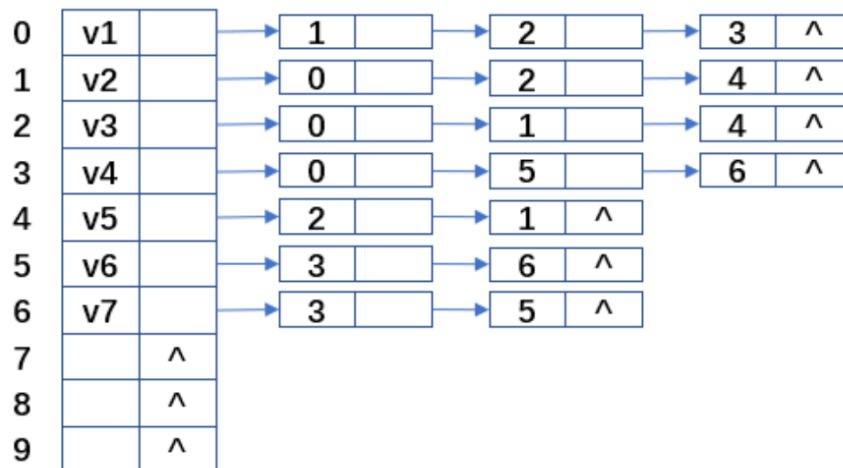 0 v1 1 2 3 ^
1 v2 0 2 4 ^
2 v3 0 1 4 ^
3 v4 0 5 6 ^
4 v5 2 1 ^
5 v6 3 6 ^
6 v7 3 5 ^
7 ^
8 ^
9 ^